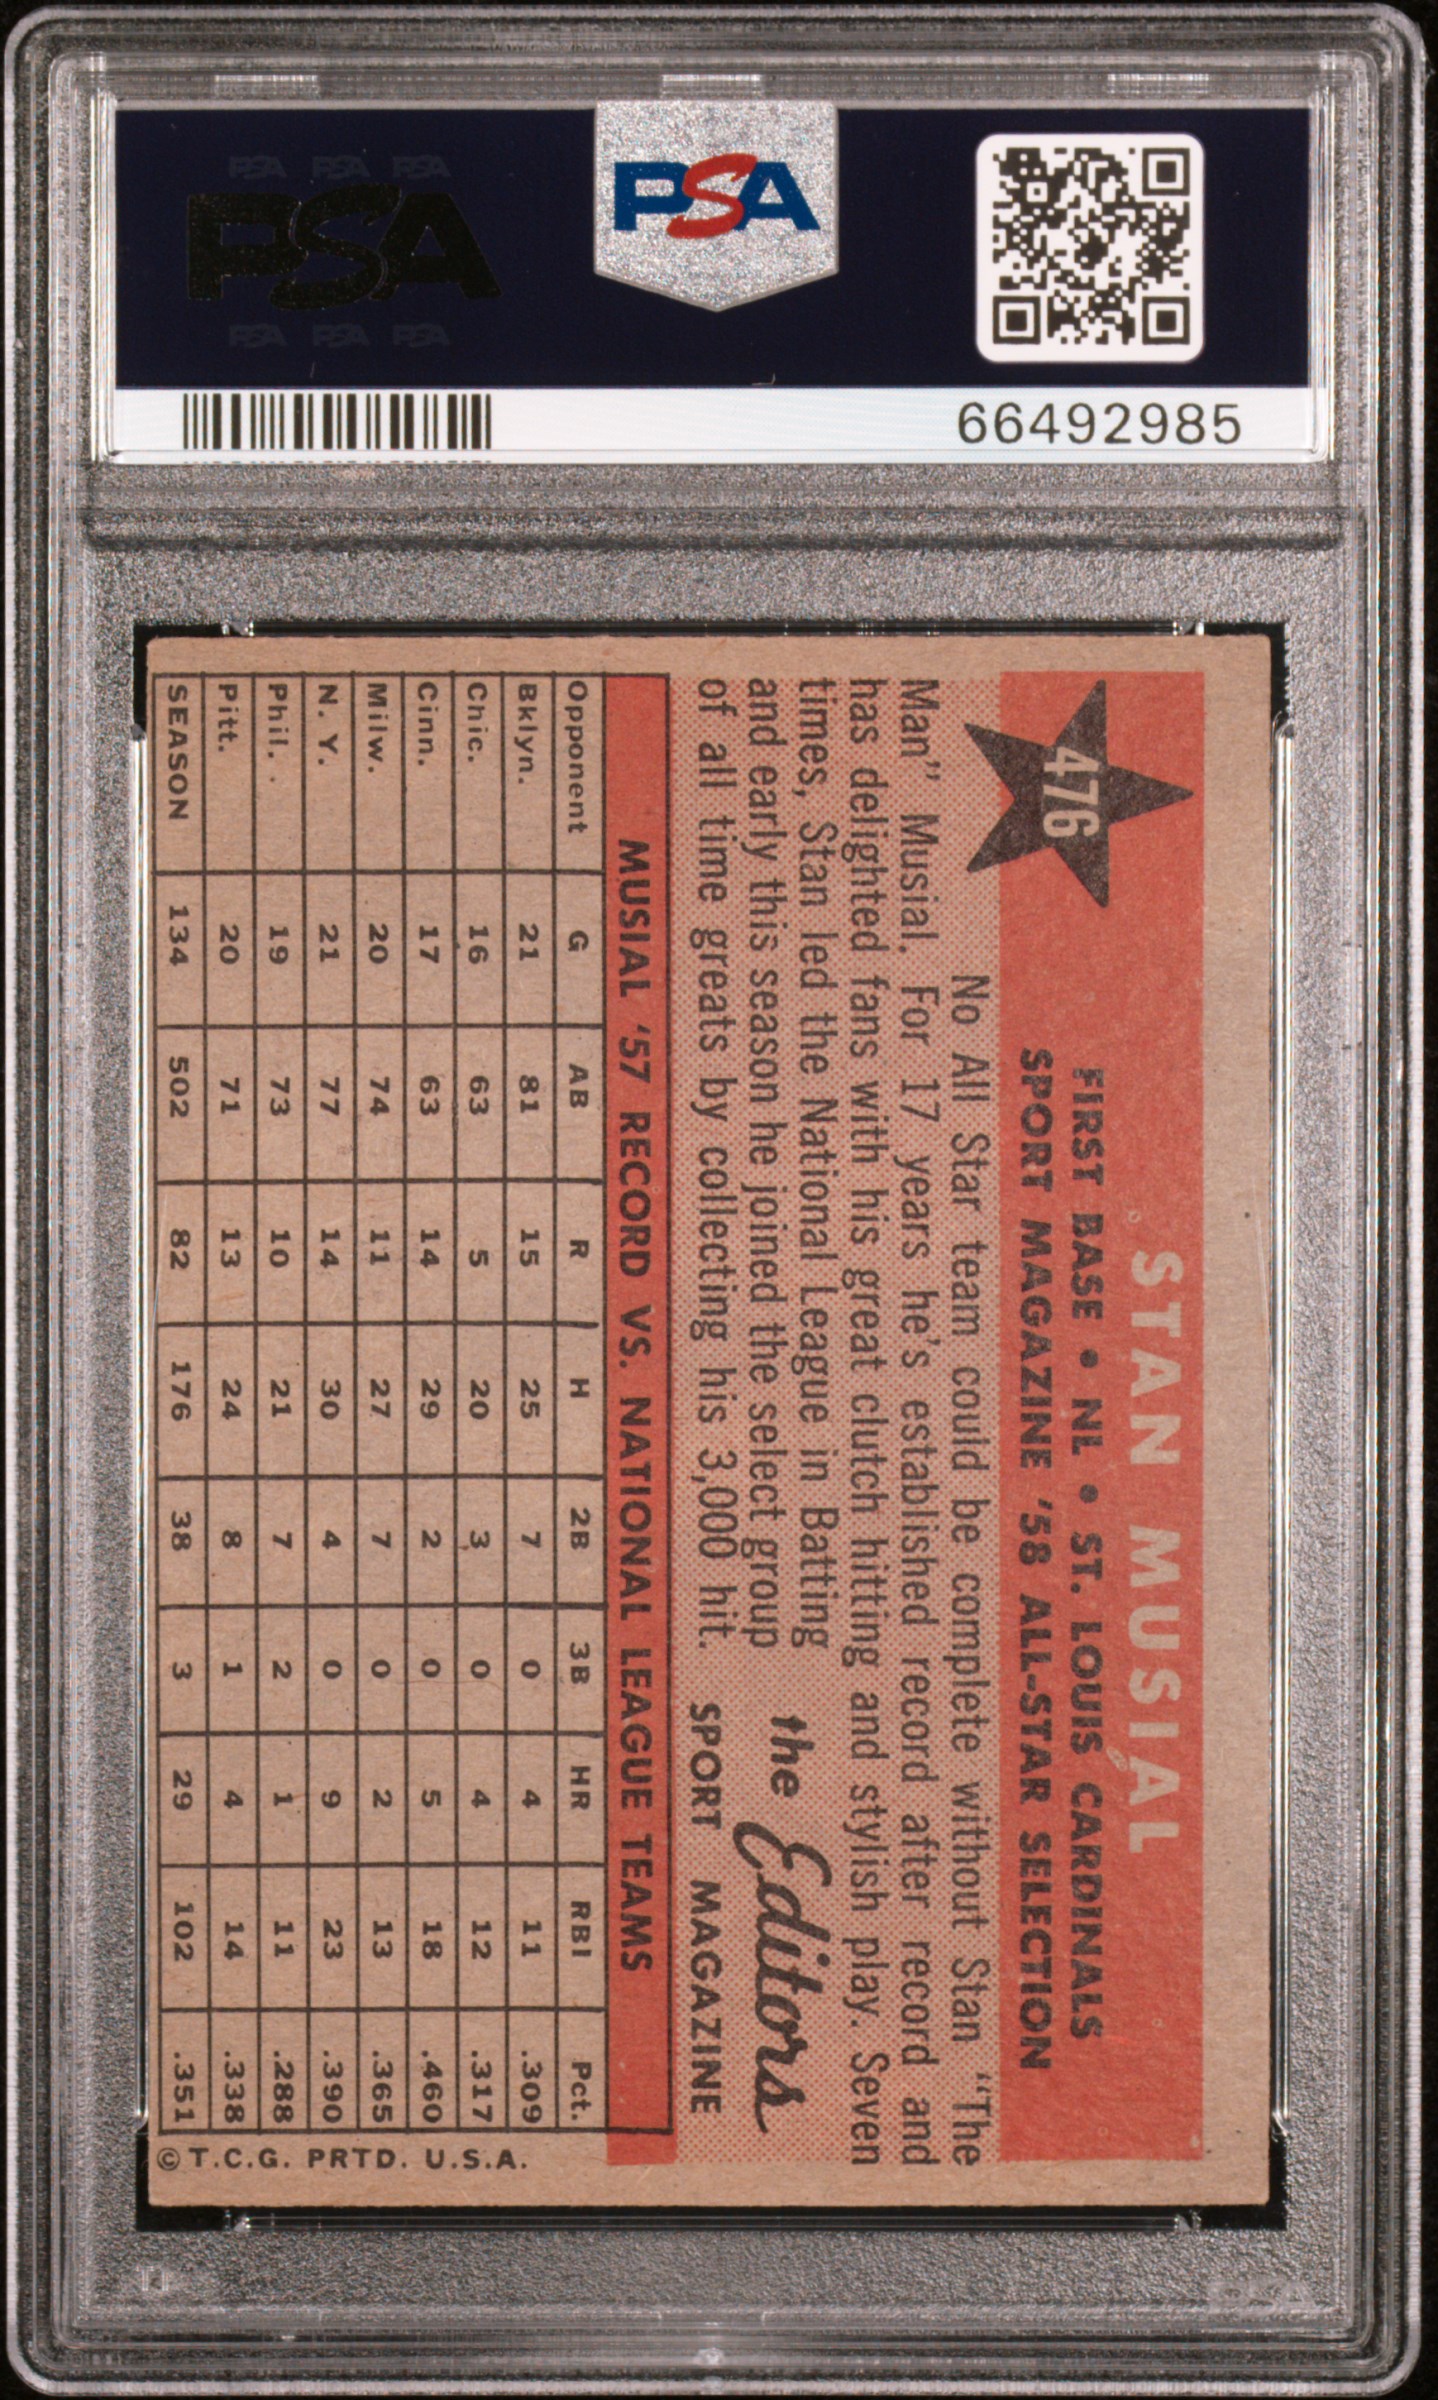 PSA PSA PSA
PSA
PSA PSA PSA
PSA
66492985
476
STAN MUSIAL
FIRST BASE • NL • ST. LOUIS CARDINALS
SPORT MAGAZINE '58 ALL-STAR SELECTION
No All Star team could be complete without Stan "The
Man" Musial. For 17 years he's established record after record and
has delighted fans with his great clutch hitting and stylish play. Seven
times, Stan led the National League in Batting
and early this season he joined the select group
of all time greats by collecting his 3,000 hit.
the Editors
SPORT MAGAZINE
MUSIAL '57 RECORD VS. NATIONAL LEAGUE TEAMS
Opponent G AB R H 2B 3B HR RBI Pct.
Bklyn. 21 81 15 25 7 0 4 11 .309
Chic. 16 63 5 20 3 0 4 12 .317
Cinn. 17 63 14 29 2 0 5 18 .460
Milw. 20 74 11 27 7 0 2 13 .365
N. Y. 21 77 14 30 4 0 9 23 .390
Phil. 19 73 10 21 7 2 1 11 .288
Pitt. 20 71 13 24 8 1 4 14 .338
SEASON 134 502 82 176 38 3 29 102 .351
© T.C.G. PRTD. U.S.A.